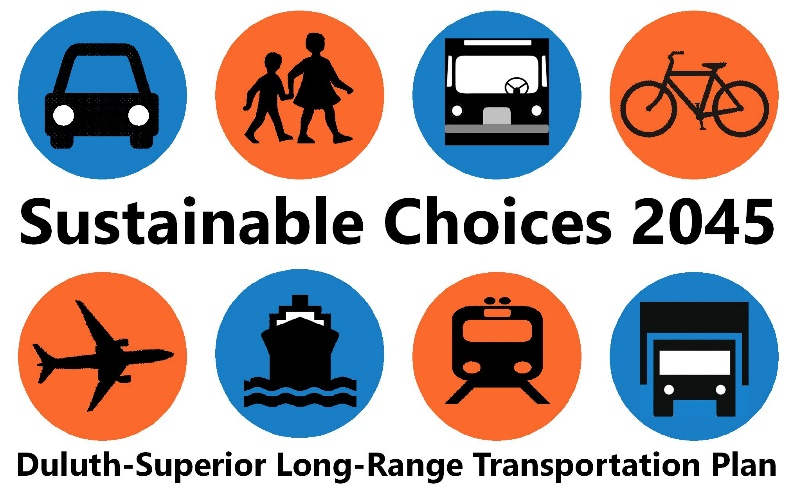 Sustainable Choices 2045
Duluth-Superior Long-Range Transportation Plan